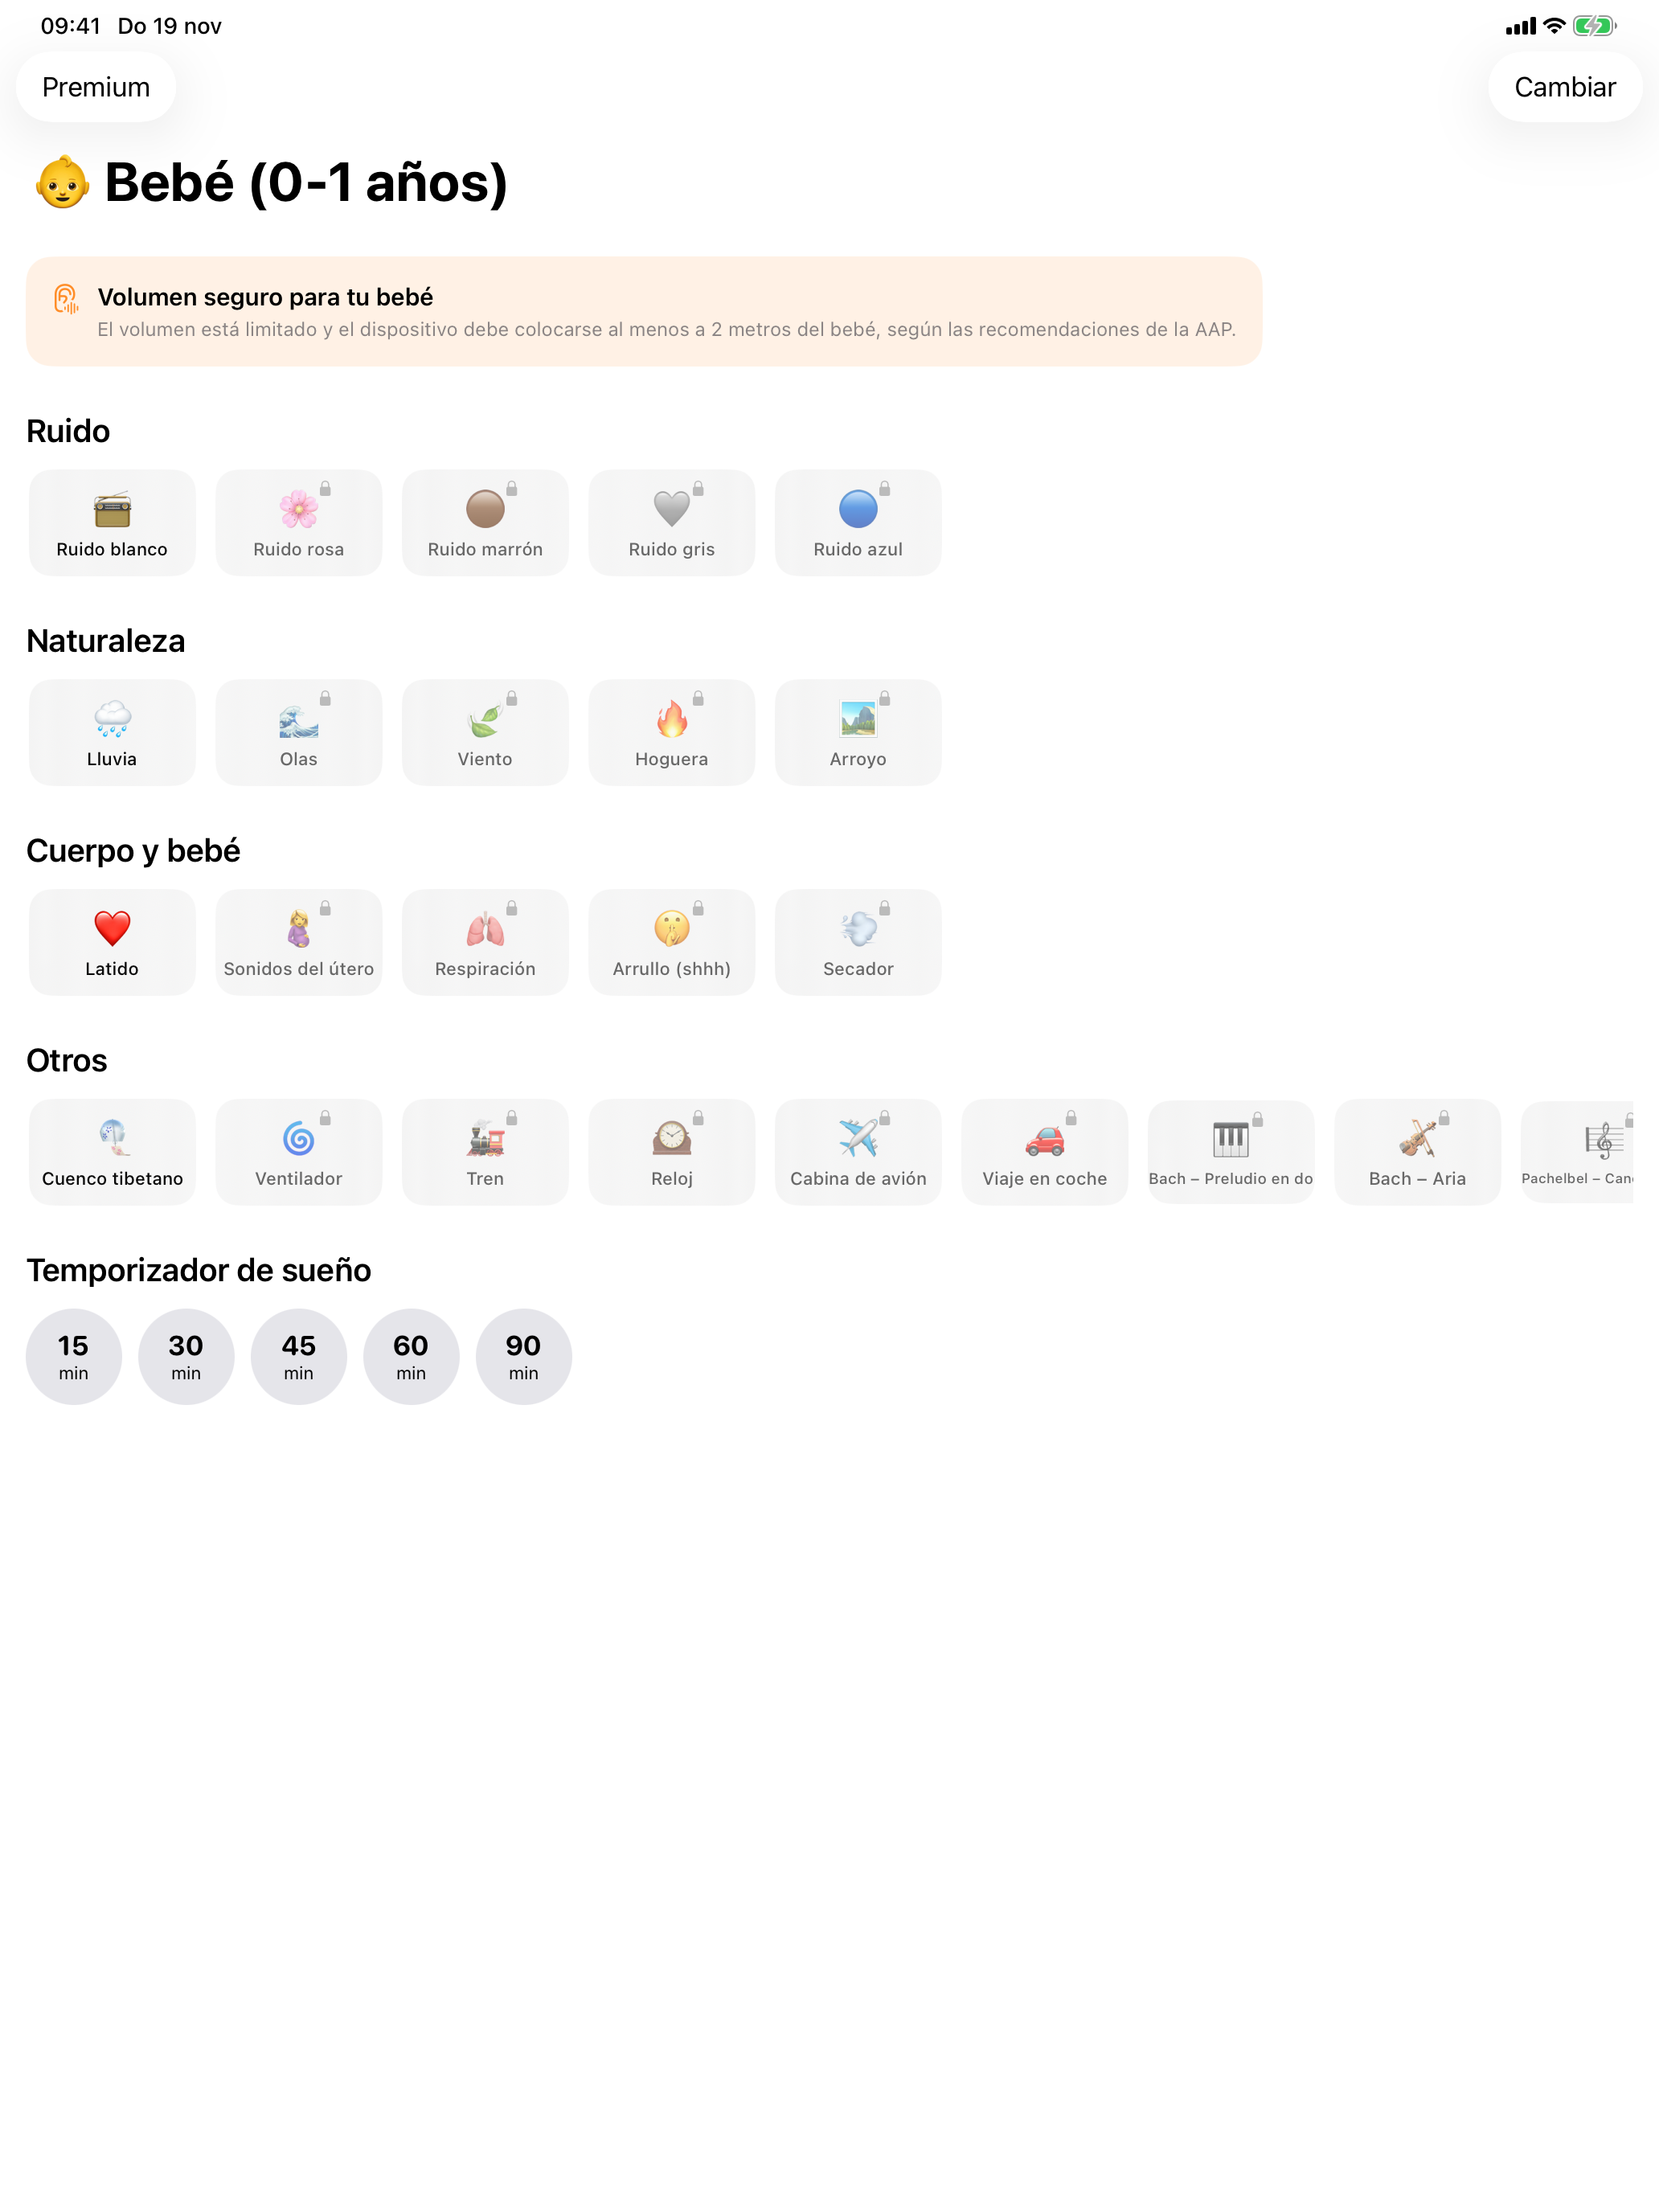 09:41 Do 19 nov
Premium
Cambiar
Bebé (0-1 años)
Volumen seguro para tu bebé
El volumen está limitado y el dispositivo debe colocarse al menos a 2 metros del bebé, según las recomendaciones de la AAP.
Ruido
Ruido blanco
Ruido rosa
Ruido marrón
Ruido gris
Ruido azul
Naturaleza
Lluvia
Olas
Viento
Hoguera
Arroyo
Cuerpo y bebé
Latido
Sonidos del útero
Respiración
Arrullo (shhh)
Secador
Otros
Cuenco tibetano
Ventilador
Tren
Reloj
Cabina de avión
Viaje en coche
Bach – Preludio en do
Bach – Aria
Pachelbel –
Temporizador de sueño
15 min
30 min
45 min
60 min
90 min